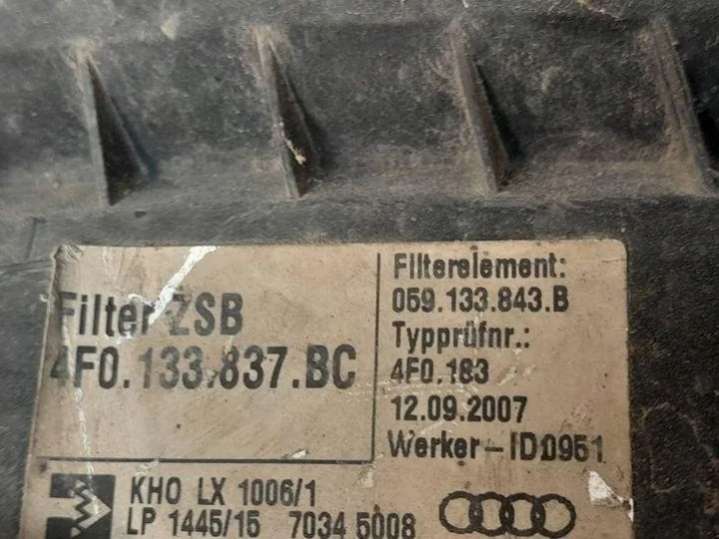 Filter ZSB
4F0.133.837.BC
Filterelement:
059.133.843.B
Typprüfnr.:
4F0.183
12.09.2007
Werker-ID0951
KHO LX 1006/1
LP 1445/15 7034 5008